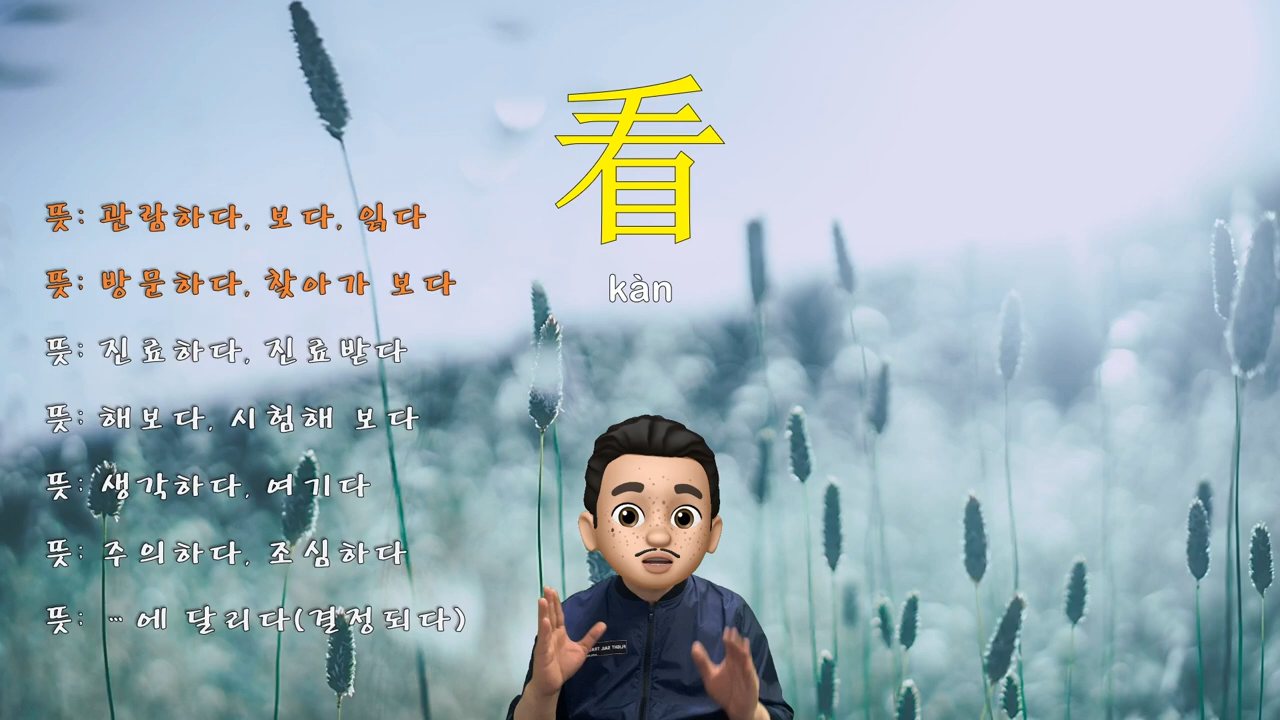 看
kàn
뜻: 관람하다, 보다, 읽다
뜻: 방문하다, 찾아가 보다
뜻: 진료하다, 진료받다
뜻: 해보다, 시험해 보다
뜻: 생각하다, 여기다
뜻: 주의하다, 조심하다
뜻: … 에 달리다(결정되다)